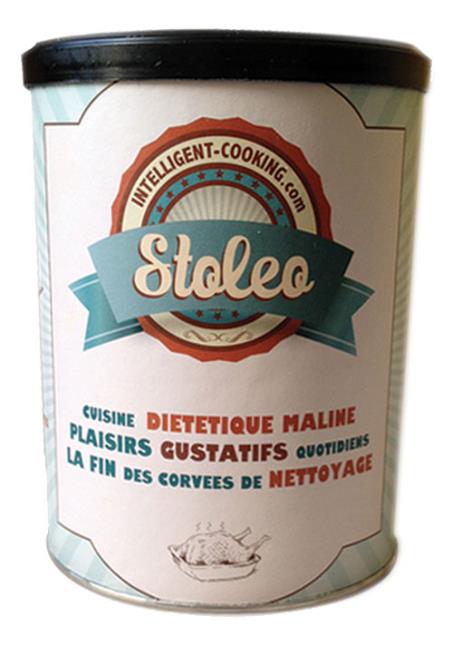 INTELLIGENT-COOKING.com
Stoleo
CUISINE DIETETIQUE MALINE
PLAISIRS GUSTATIFS QUOTIDIENS
LA FIN DES CORVEES DE NETTOYAGE